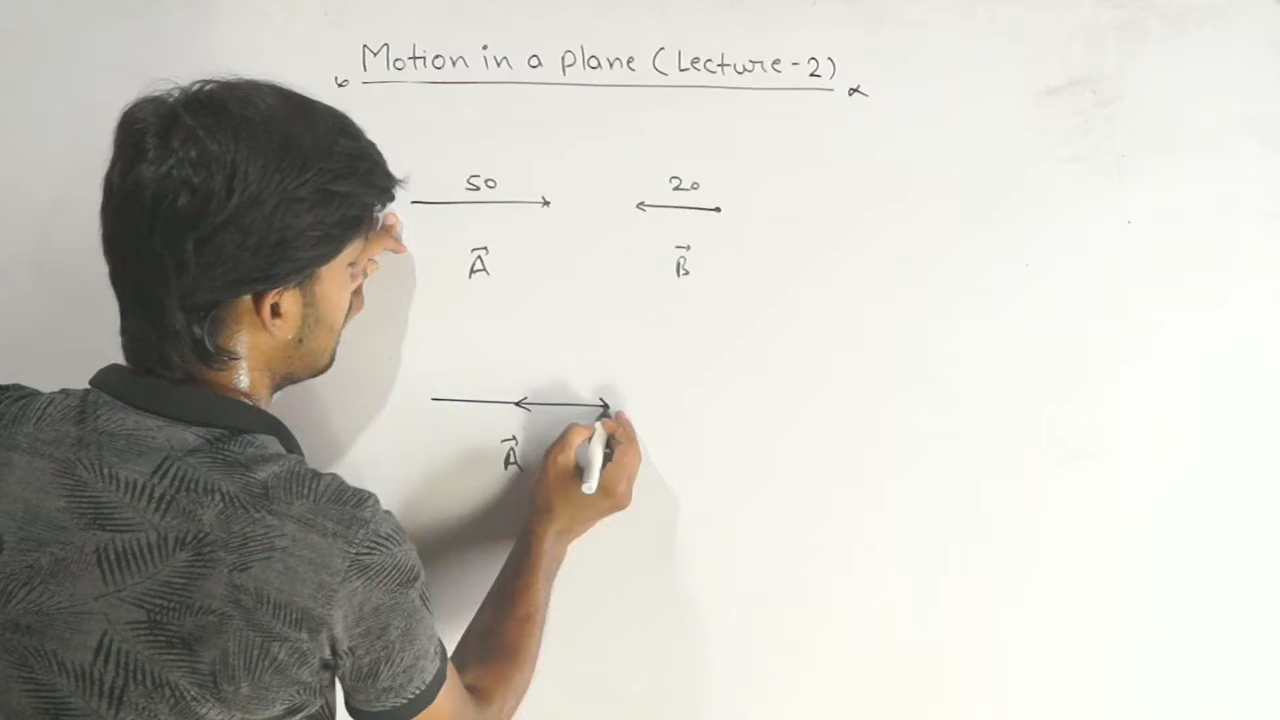 Motion in a plane (Lecture-2)
50 20
A⃗ B⃗
A⃗